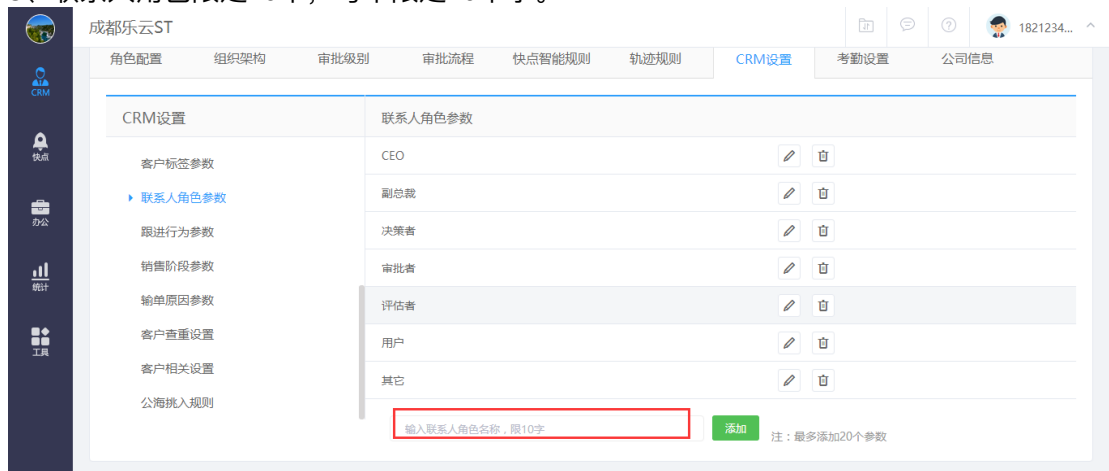 成都乐云ST
1821234...
角色配置 组织架构 审批级别 审批流程 快点智能规则 轨迹规则 CRM设置 考勤设置 公司信息
CRM
快点
办公
统计
工具
CRM设置
客户标签参数
联系人角色参数
跟进行为参数
销售阶段参数
输单原因参数
客户查重设置
客户相关设置
公海挑入规则
联系人角色参数
CEO
副总裁
决策者
审批者
评估者
用户
其它
输入联系人角色名称，限10字 添加 注：最多添加20个参数